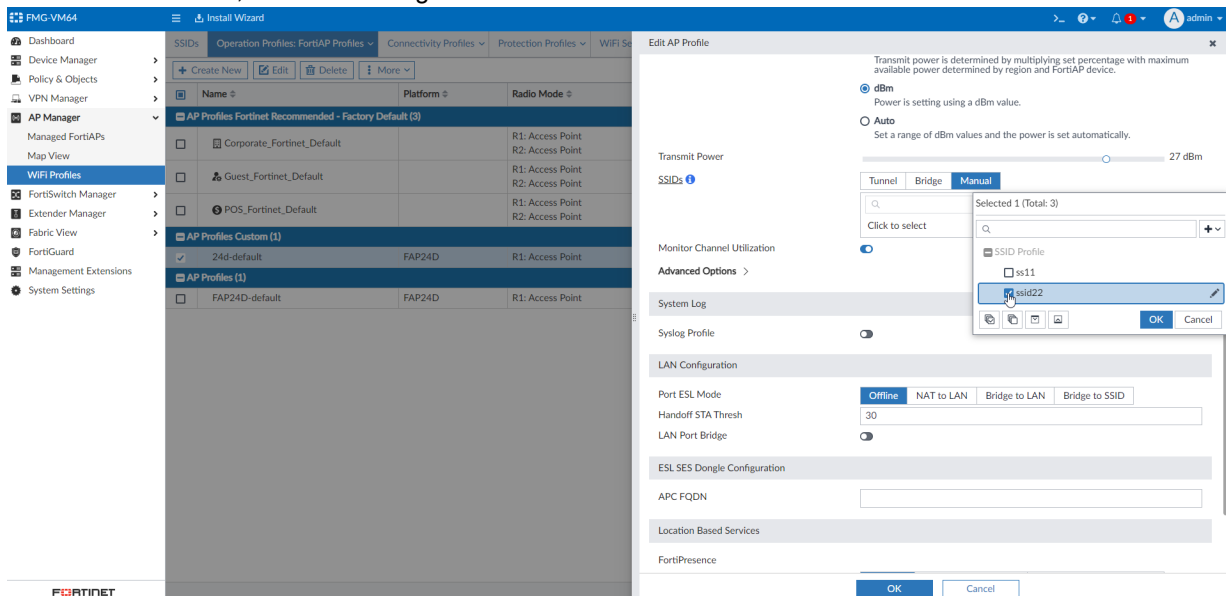 FMG-VM64
Install Wizard
admin
A
1
Dashboard
Device Manager
Policy & Objects
VPN Manager
AP Manager
Managed FortiAPs
Map View
WiFi Profiles
FortiSwitch Manager
Extender Manager
Fabric View
FortiGuard
Management Extensions
System Settings
FORTINET
SSIDs Operation Profiles: FortiAP Profiles Connectivity Profiles Protection Profiles WiFi Se
+ Create New Edit Delete More
Name Platform Radio Mode
AP Profiles Fortinet Recommended - Factory Default (3)
Corporate_Fortinet_Default R1: Access Point
R2: Access Point
Guest_Fortinet_Default R1: Access Point
R2: Access Point
POS_Fortinet_Default R1: Access Point
R2: Access Point
AP Profiles Custom (1)
24d-default FAP24D R1: Access Point
AP Profiles (1)
FAP24D-default FAP24D R1: Access Point
Edit AP Profile
Transmit power is determined by multiplying set percentage with maximum
available power determined by region and FortiAP device.
dBm
Power is setting using a dBm value.
Auto
Set a range of dBm values and the power is set automatically.
Transmit Power 27 dBm
SSIDs Tunnel Bridge Manual
Click to select
Selected 1 (Total: 3)
SSID Profile
ss11
ssid22
OK Cancel
Monitor Channel Utilization
Advanced Options >
System Log
Syslog Profile
LAN Configuration
Port ESL Mode Offline NAT to LAN Bridge to LAN Bridge to SSID
Handoff STA Thresh 30
LAN Port Bridge
ESL SES Dongle Configuration
APC FQDN
Location Based Services
FortiPresence
OK Cancel